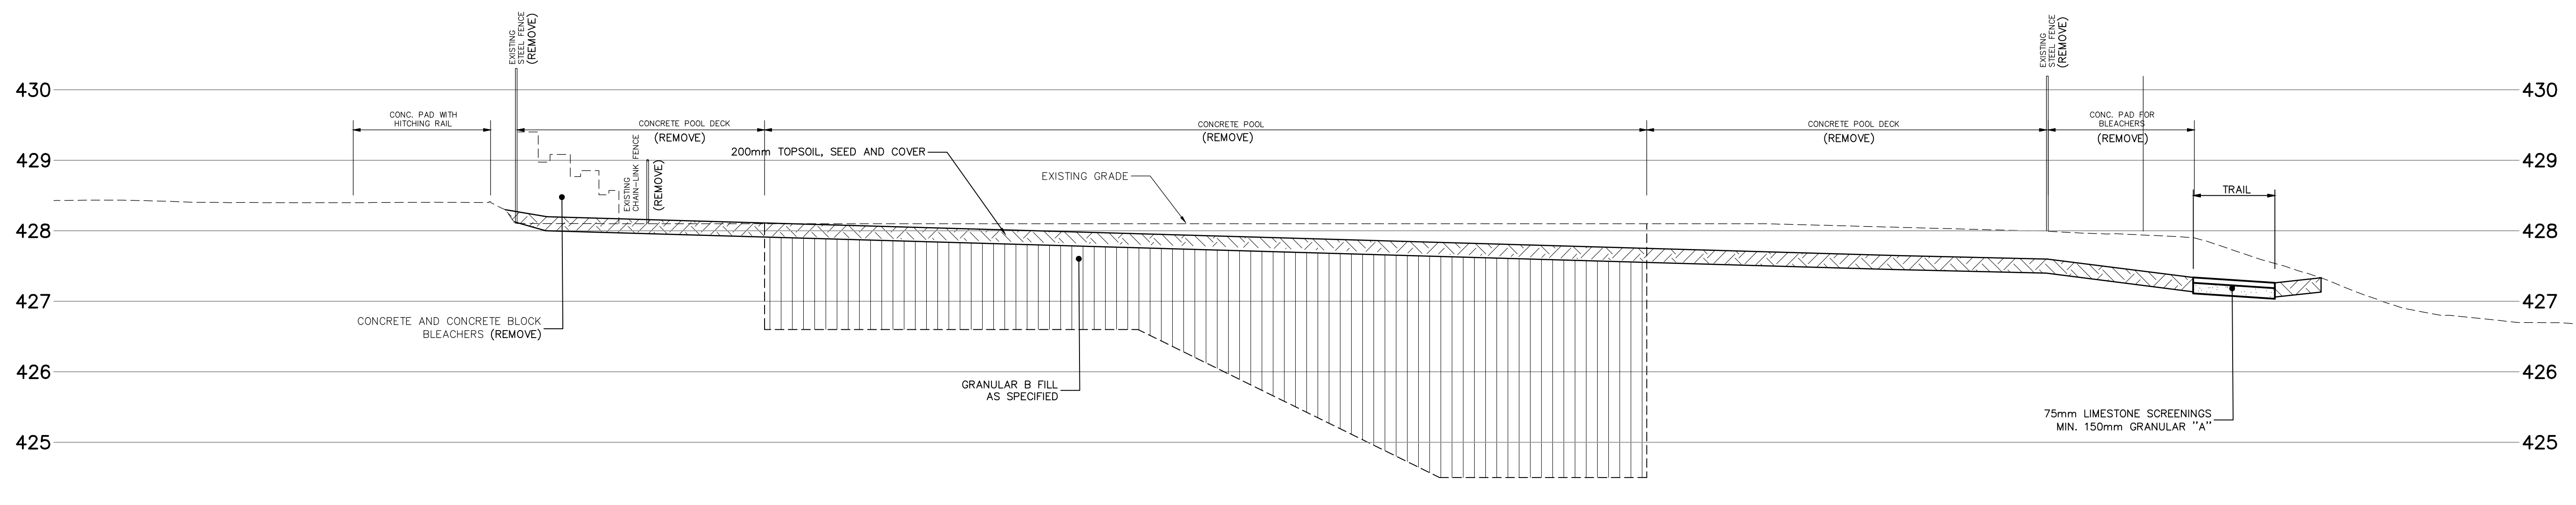 EXISTING
STEEL FENCE
(REMOVE)
EXISTING
STEEL FENCE
(REMOVE)
430
430
CONC. PAD WITH
HITCHING RAIL
CONCRETE POOL DECK
(REMOVE)
CONCRETE POOL
(REMOVE)
CONCRETE POOL DECK
(REMOVE)
CONC. PAD FOR
BLEACHERS
(REMOVE)
429
200mm TOPSOIL, SEED AND COVER
429
EXISTING
CHAIN-LINK FENCE
(REMOVE)
EXISTING GRADE
TRAIL
428
428
427
427
CONCRETE AND CONCRETE BLOCK
BLEACHERS (REMOVE)
426
426
GRANULAR B FILL
AS SPECIFIED
75mm LIMESTONE SCREENINGS
MIN. 150mm GRANULAR "A"
425
425